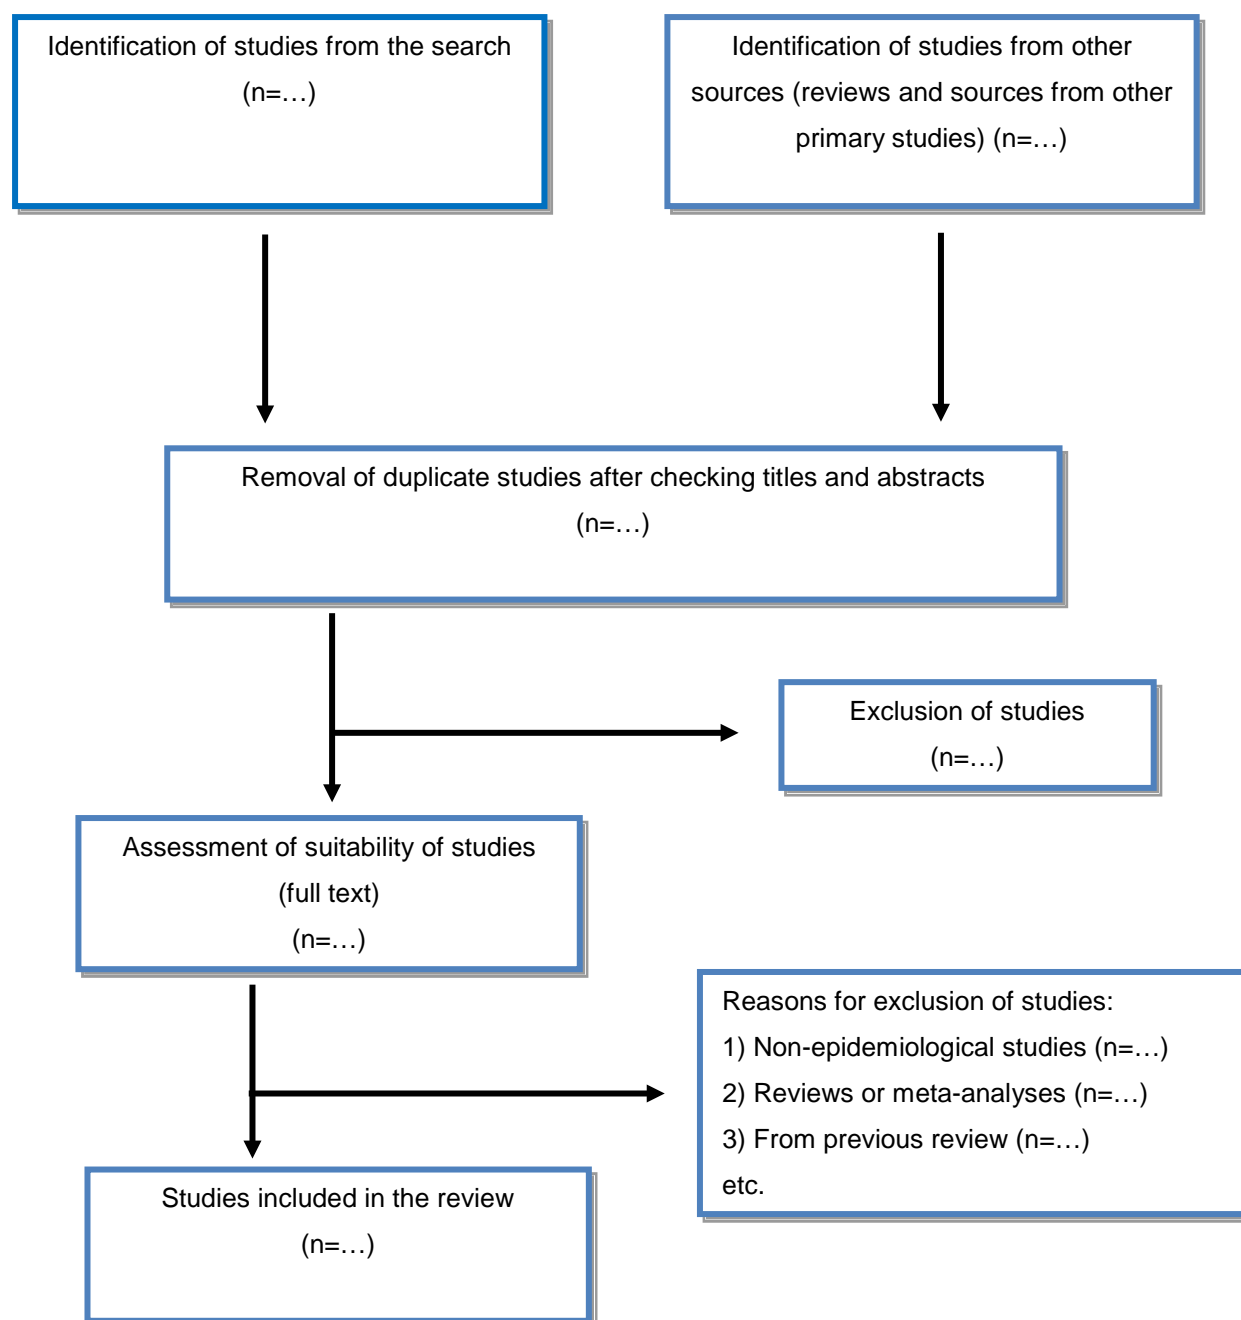 Identification of studies from the search
(n=…)
Identification of studies from other
sources (reviews and sources from other
primary studies) (n=…)
Removal of duplicate studies after checking titles and abstracts
(n=…)
Exclusion of studies
(n=…)
Assessment of suitability of studies
(full text)
(n=…)
Reasons for exclusion of studies:
1) Non-epidemiological studies (n=…)
2) Reviews or meta-analyses (n=…)
3) From previous review (n=…)
etc.
Studies included in the review
(n=…)